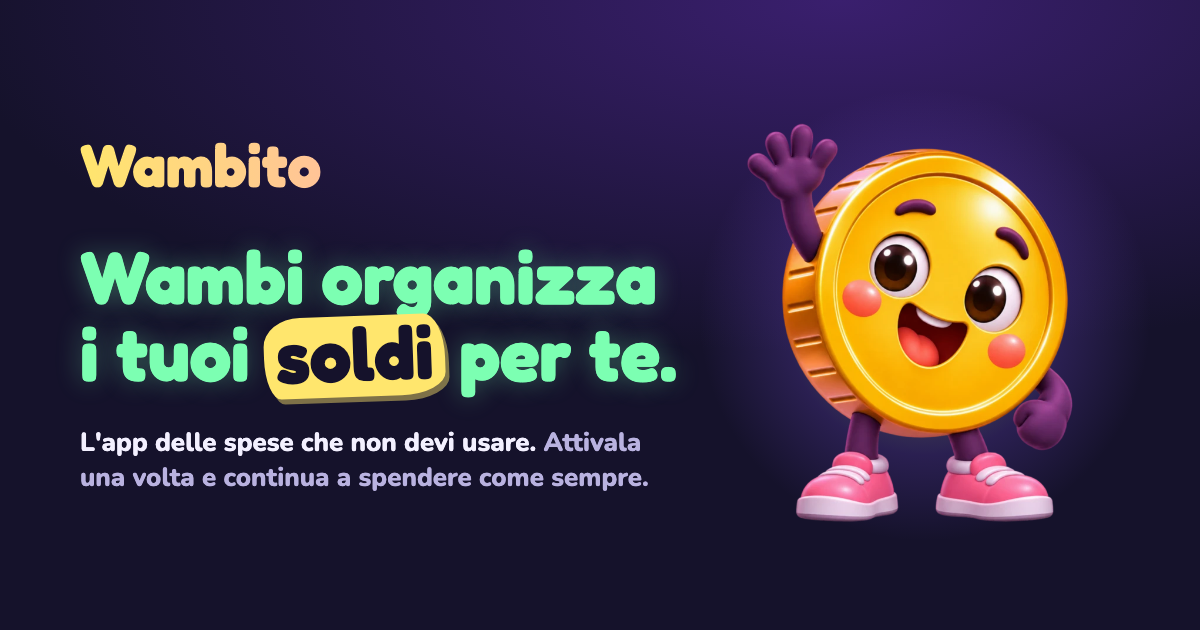 Wambito
Wambi organizza
i tuoi soldi per te.
L'app delle spese che non devi usare. Attivala
una volta e continua a spendere come sempre.